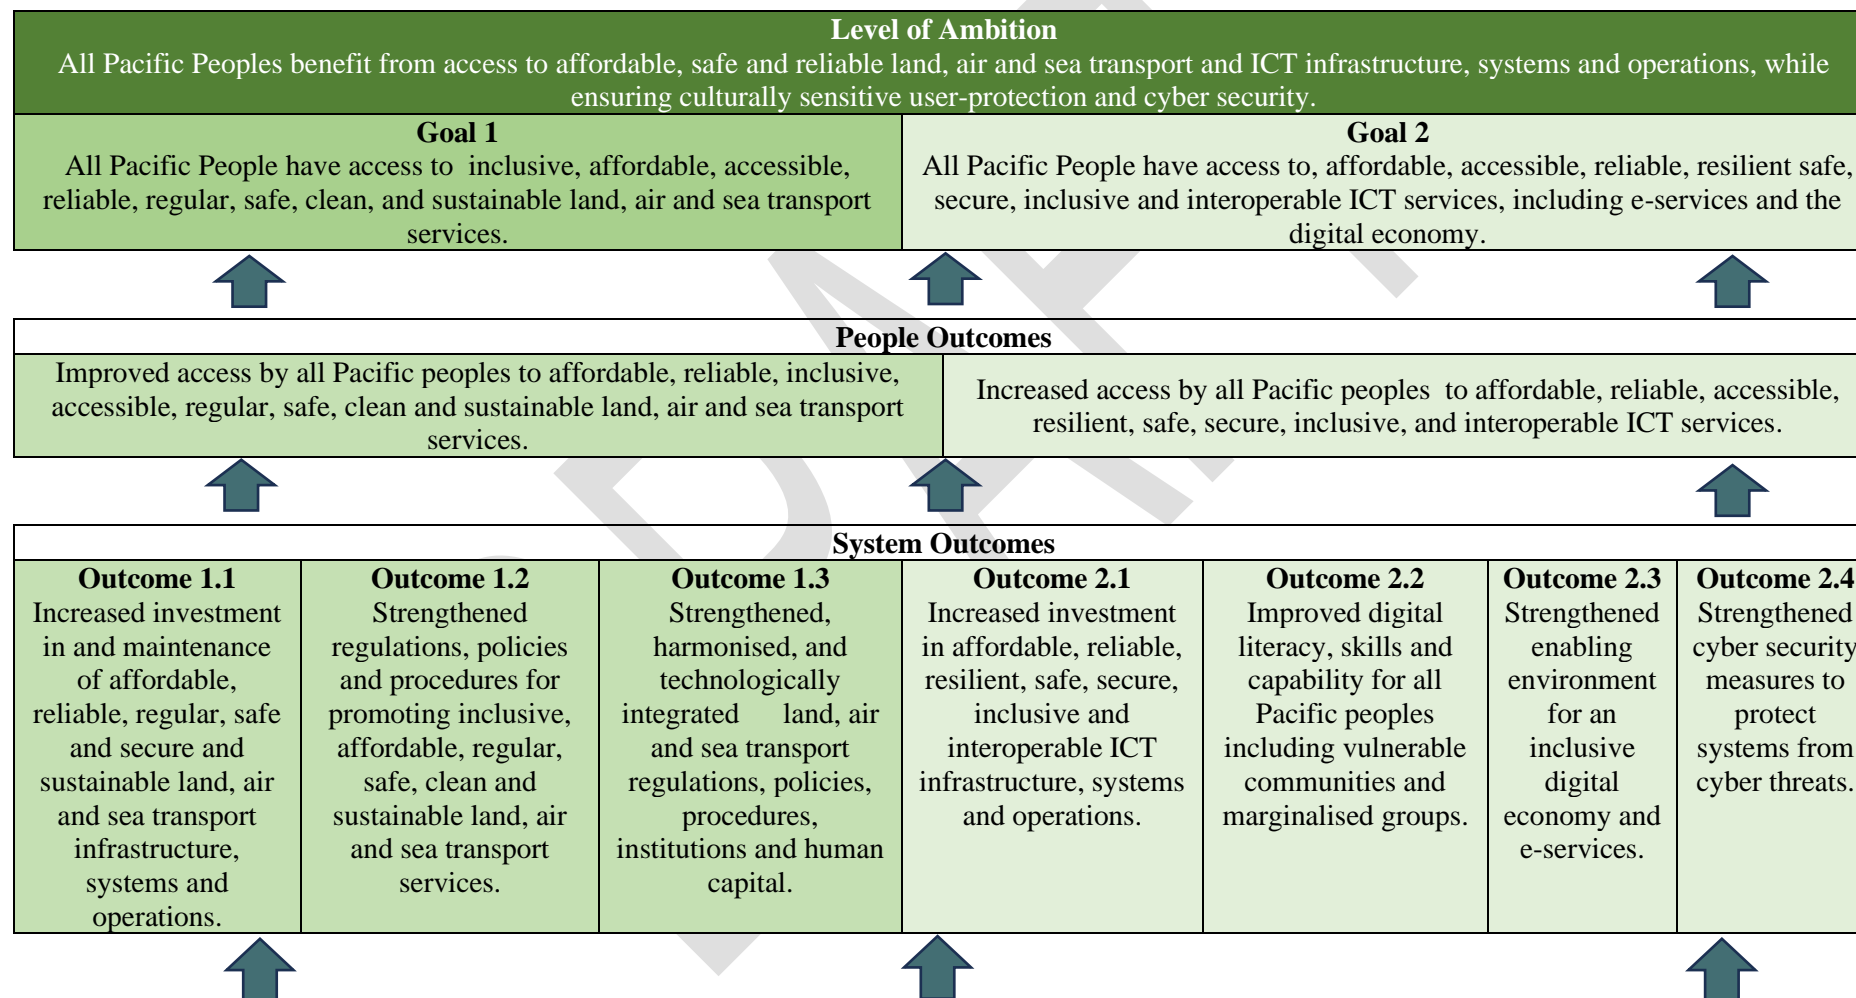 Level of Ambition
All Pacific Peoples benefit from access to affordable, safe and reliable land, air and sea transport and ICT infrastructure, systems and operations, while
ensuring culturally sensitive user-protection and cyber security.
Goal 1
All Pacific People have access to inclusive, affordable, accessible,
reliable, regular, safe, clean, and sustainable land, air and sea transport
services.
Goal 2
All Pacific People have access to, affordable, accessible, reliable, resilient safe,
secure, inclusive and interoperable ICT services, including e-services and the
digital economy.
People Outcomes
Improved access by all Pacific peoples to affordable, reliable, inclusive,
accessible, regular, safe, clean and sustainable land, air and sea transport
services.
Increased access by all Pacific peoples to affordable, reliable, accessible,
resilient, safe, secure, inclusive, and interoperable ICT services.
System Outcomes
Outcome 1.1
Increased investment
in and maintenance
of affordable,
reliable, regular, safe
and secure and
sustainable land, air
and sea transport
infrastructure,
systems and
operations.
Outcome 1.2
Strengthened
regulations, policies
and procedures for
promoting inclusive,
affordable, regular,
safe, clean and
sustainable land, air
and sea transport
services.
Outcome 1.3
Strengthened,
harmonised, and
technologically
integrated land, air
and sea transport
regulations, policies,
procedures,
institutions and human
capital.
Outcome 2.1
Increased investment
in affordable, reliable,
resilient, safe, secure,
inclusive and
interoperable ICT
infrastructure, systems
and operations.
Outcome 2.2
Improved digital
literacy, skills and
capability for all
Pacific peoples
including vulnerable
communities and
marginalised groups.
Outcome 2.3
Strengthened
enabling
environment
for an
inclusive
digital
economy and
e-services.
Outcome 2.4
Strengthened
cyber security
measures to
protect
systems from
cyber threats.